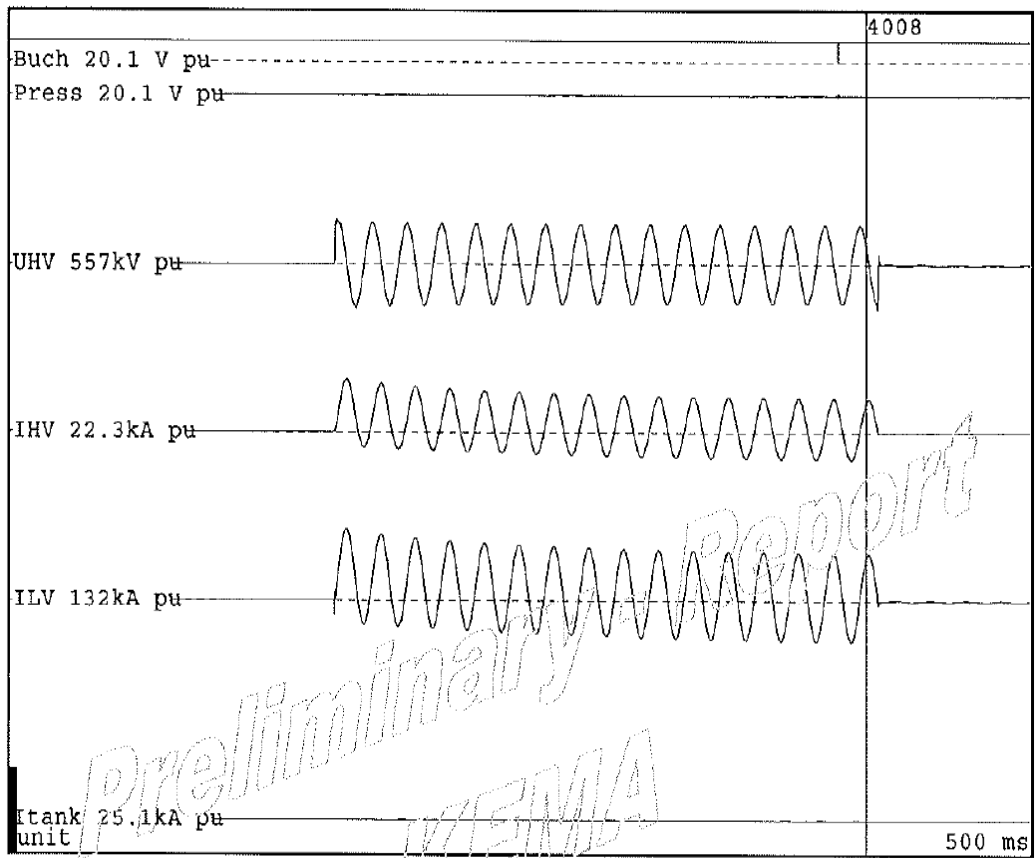 4008
Buch 20.1 V pu
Press 20.1 V pu
UHV 557kV pu
IHV 22.3kA pu
ILV 132kA pu
Preliminary - Report
KEMA
Itank 25.1kA pu
unit
500 ms